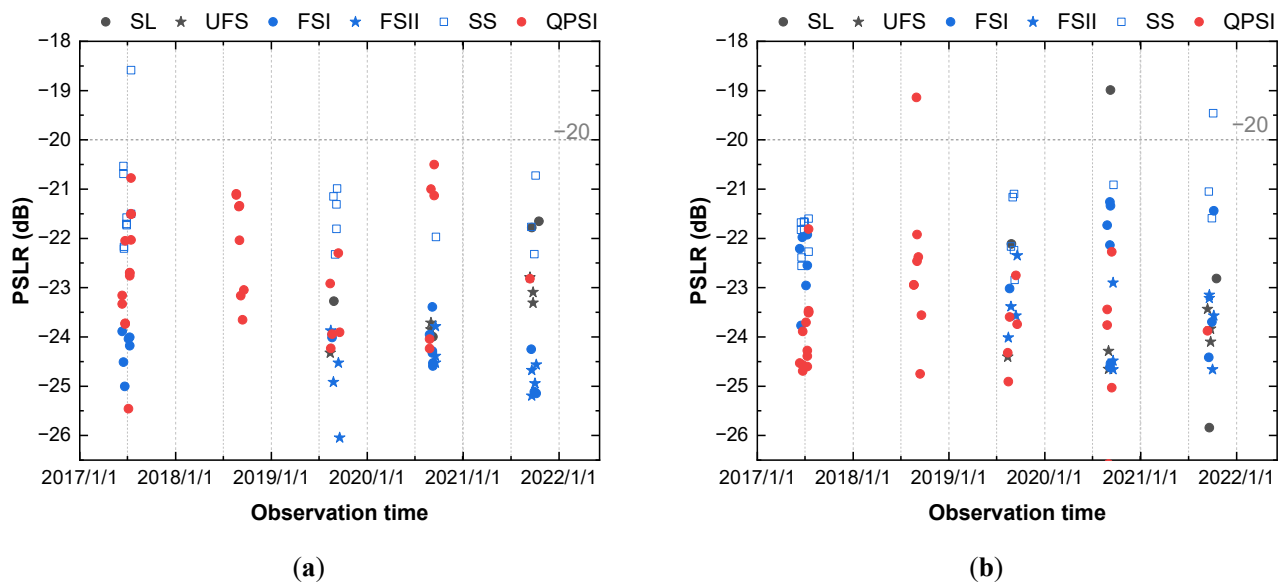 SL UFS FSI FSII SS QPSI
−18
−19
−20
−21
−22
−23
−24
−25
−26
−20
PSLR (dB)
2017/1/1 2018/1/1 2019/1/1 2020/1/1 2021/1/1 2022/1/1
Observation time
(a)
SL UFS FSI FSII SS QPSI
−18
−19
−20
−21
−22
−23
−24
−25
−26
−20
PSLR (dB)
2017/1/1 2018/1/1 2019/1/1 2020/1/1 2021/1/1 2022/1/1
Observation time
(b)